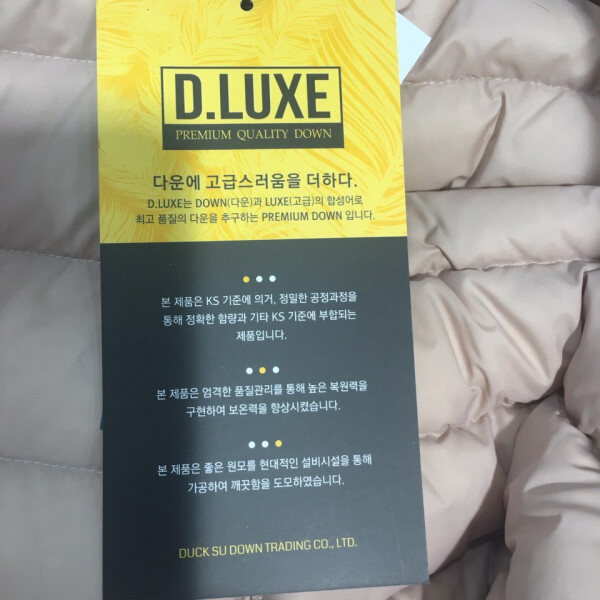 D.LUXE
PREMIUM QUALITY DOWN
다운에 고급스러움을 더하다.
D.LUXE는 DOWN(다운)과 LUXE(고급)의 합성어로
최고 품질의 다운을 추구하는 PREMIUM DOWN 입니다.
본 제품은 KS 기준에 의거, 정밀한 공정과정을
통해 정확한 함량과 기타 KS 기준에 부합되는
제품입니다.
본 제품은 엄격한 품질관리를 통해 높은 복원력을
구현하여 보온력을 향상시켰습니다.
본 제품은 좋은 원모를 현대적인 설비시설을 통해
가공하여 깨끗함을 도모하였습니다.
DUCK SU DOWN TRADING CO., LTD.